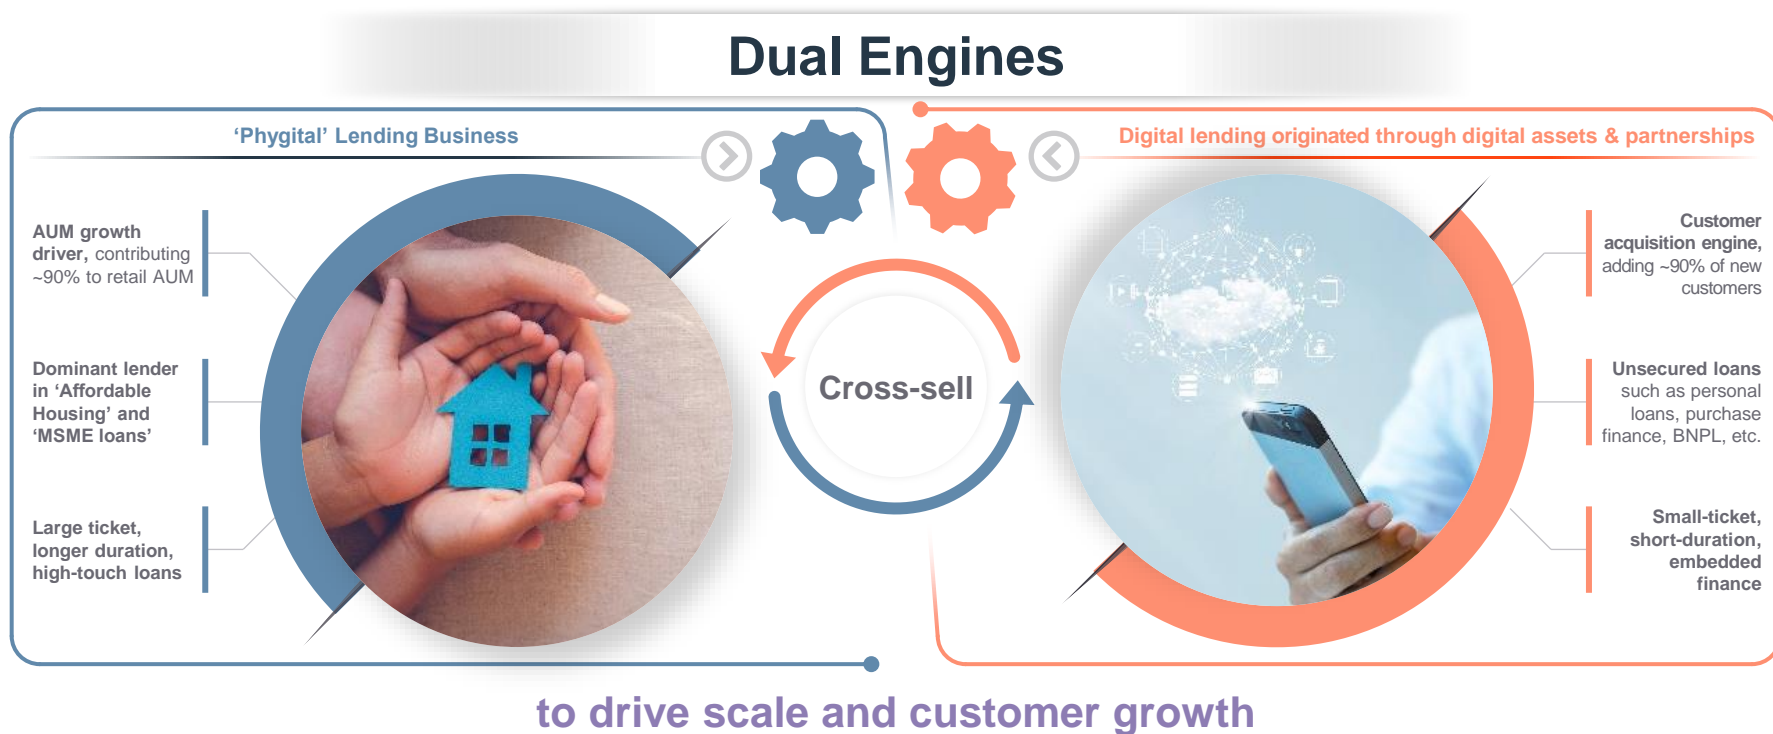 Dual Engines
‘Phygital’ Lending Business
AUM growth
driver, contributing
~90% to retail AUM
Dominant lender
in ‘Affordable
Housing’ and
‘MSME loans’
Large ticket,
longer duration,
high-touch loans
Cross-sell
Digital lending originated through digital assets & partnerships
Customer
acquisition engine,
adding ~90% of new
customers
Unsecured loans
such as personal
loans, purchase
finance, BNPL, etc.
Small-ticket,
short-duration,
embedded
finance
to drive scale and customer growth